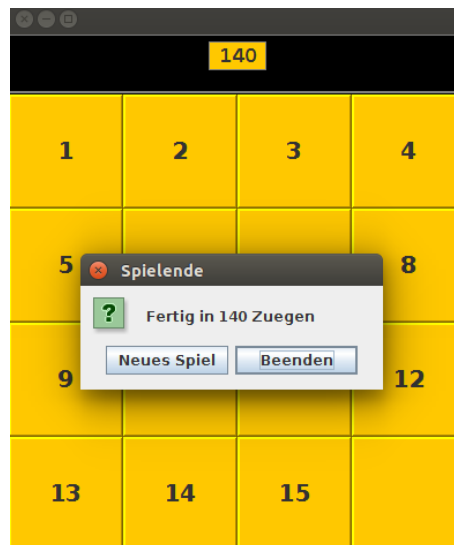 140
1 2 3 4
5 8
Spielende
Fertig in 140 Zuegen
Neues Spiel Beenden
9 12
13 14 15